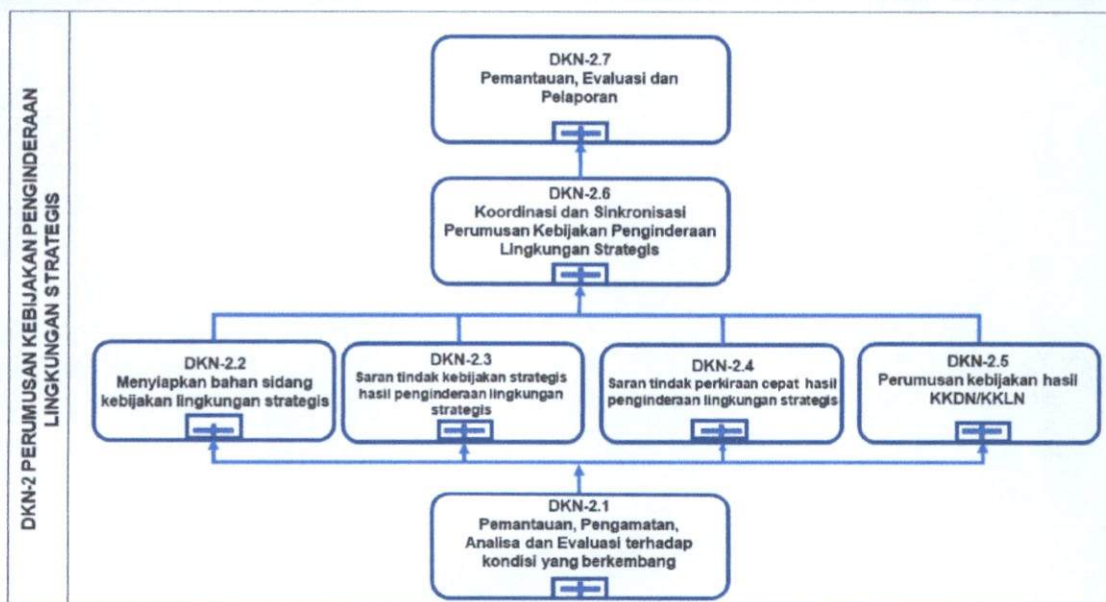 DKN-2 PERUMUSAN KEBIJAKAN PENGINDERAAN
LINGKUNGAN STRATEGIS
DKN-2.7
Pemantauan, Evaluasi dan
Pelaporan
DKN-2.6
Koordinasi dan Sinkronisasi
Perumusan Kebijakan Penginderaan
Lingkungan Strategis
DKN-2.2
Menyiapkan bahan sidang
kebijakan lingkungan strategis
DKN-2.3
Saran tindak kebijakan strategis
hasil penginderaan lingkungan
strategis
DKN-2.4
Saran tindak perkiraan cepat hasil
penginderaan lingkungan strategis
DKN-2.5
Perumusan kebijakan hasil
KKDN/KKLN
DKN-2.1
Pemantauan, Pengamatan,
Analisa dan Evaluasi terhadap
kondisi yang berkembang